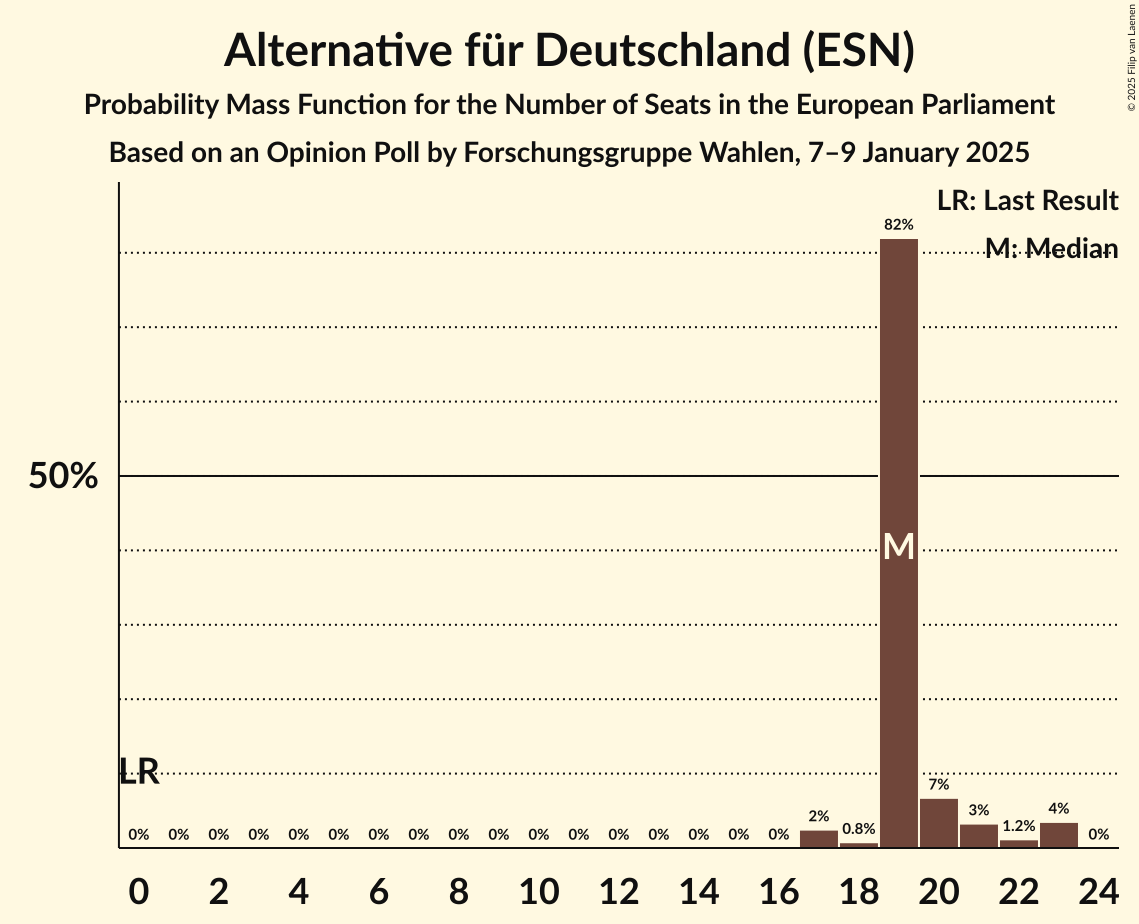 Alternative für Deutschland (ESN)
Probability Mass Function for the Number of Seats in the European Parliament
Based on an Opinion Poll by Forschungsgruppe Wahlen, 7–9 January 2025
© 2025 Filip van Laenen
LR: Last Result
M: Median
82%
50%
M
LR
0% 0% 0% 0% 0% 0% 0% 0% 0% 0% 0% 0% 0% 0% 0% 0% 0% 2% 0.8% 7% 3% 1.2% 4% 0%
0 2 4 6 8 10 12 14 16 18 20 22 24